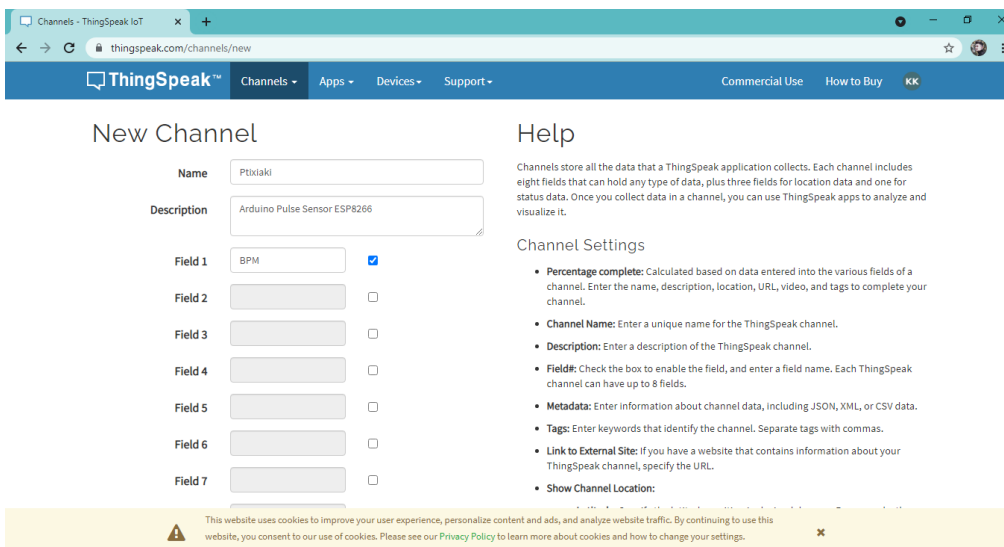 Channels - ThingSpeak IoT
thingspeak.com/channels/new
ThingSpeak™ Channels Apps Devices Support Commercial Use How to Buy KK
New Channel
Name Ptixiaki
Description Arduino Pulse Sensor ESP8266
Field 1 BPM
Field 2
Field 3
Field 4
Field 5
Field 6
Field 7
Help
Channels store all the data that a ThingSpeak application collects. Each channel includes
eight fields that can hold any type of data, plus three fields for location data and one for
status data. Once you collect data in a channel, you can use ThingSpeak apps to analyze and
visualize it.
Channel Settings
• Percentage complete: Calculated based on data entered into the various fields of a
channel. Enter the name, description, location, URL, video, and tags to complete your
channel.
• Channel Name: Enter a unique name for the ThingSpeak channel.
• Description: Enter a description of the ThingSpeak channel.
• Field#: Check the box to enable the field, and enter a field name. Each ThingSpeak
channel can have up to 8 fields.
• Metadata: Enter information about channel data, including JSON, XML, or CSV data.
• Tags: Enter keywords that identify the channel. Separate tags with commas.
• Link to External Site: If you have a website that contains information about your
ThingSpeak channel, specify the URL.
• Show Channel Location:
This website uses cookies to improve your user experience, personalize content and ads, and analyze website traffic. By continuing to use this
website, you consent to our use of cookies. Please see our Privacy Policy to learn more about cookies and how to change your settings.